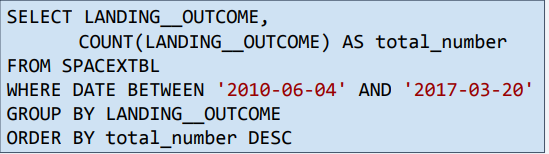 SELECT LANDING__OUTCOME,
COUNT(LANDING__OUTCOME) AS total_number
FROM SPACEXTBL
WHERE DATE BETWEEN '2010-06-04' AND '2017-03-20'
GROUP BY LANDING__OUTCOME
ORDER BY total_number DESC